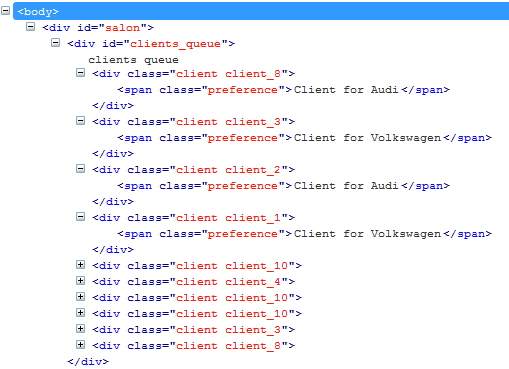 <body>
<div id="salon">
<div id="clients_queue">
clients queue
<div class="client client_8">
<span class="preference">Client for Audi</span>
</div>
<div class="client client_3">
<span class="preference">Client for Volkswagen</span>
</div>
<div class="client client_2">
<span class="preference">Client for Audi</span>
</div>
<div class="client client_1">
<span class="preference">Client for Volkswagen</span>
</div>
<div class="client client_10">
<div class="client client_4">
<div class="client client_10">
<div class="client client_10">
<div class="client client_3">
<div class="client client_8">
</div>